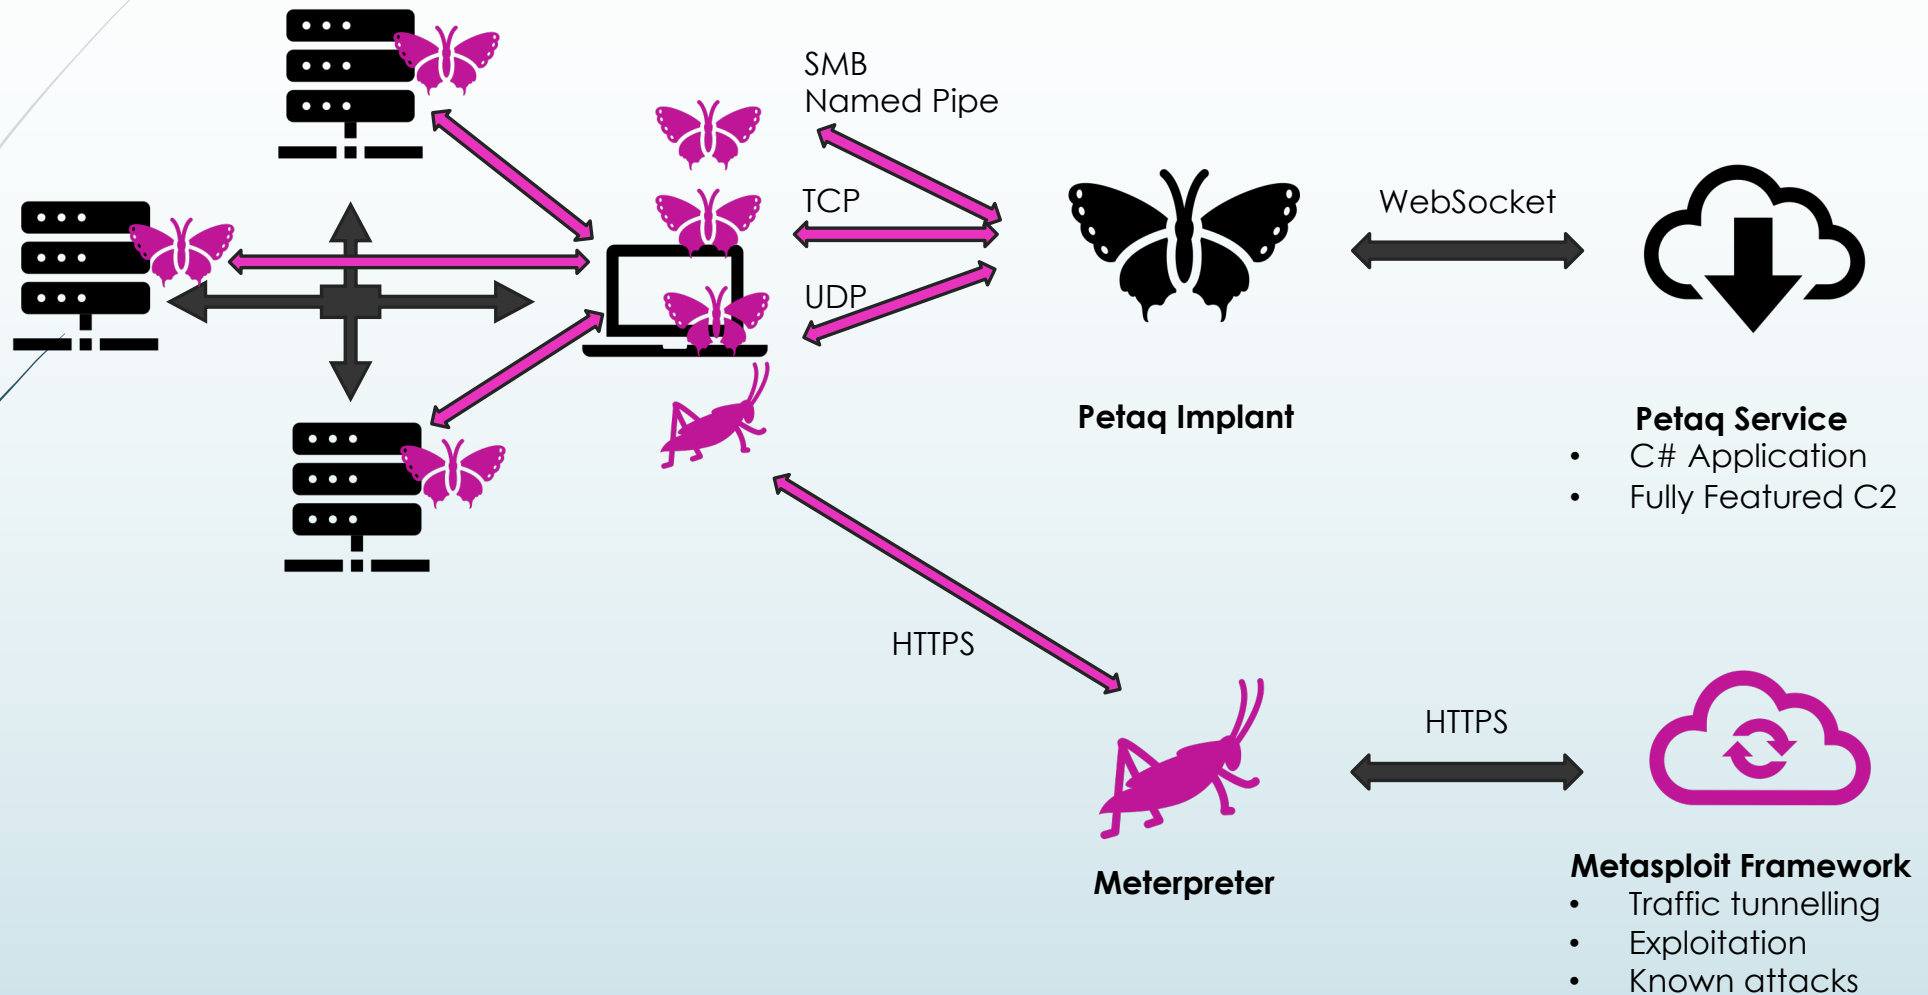 SMB
Named Pipe
TCP
UDP
WebSocket
Petaq Implant
Petaq Service
• C# Application
• Fully Featured C2
HTTPS
HTTPS
Meterpreter
Metasploit Framework
• Traffic tunnelling
• Exploitation
• Known attacks